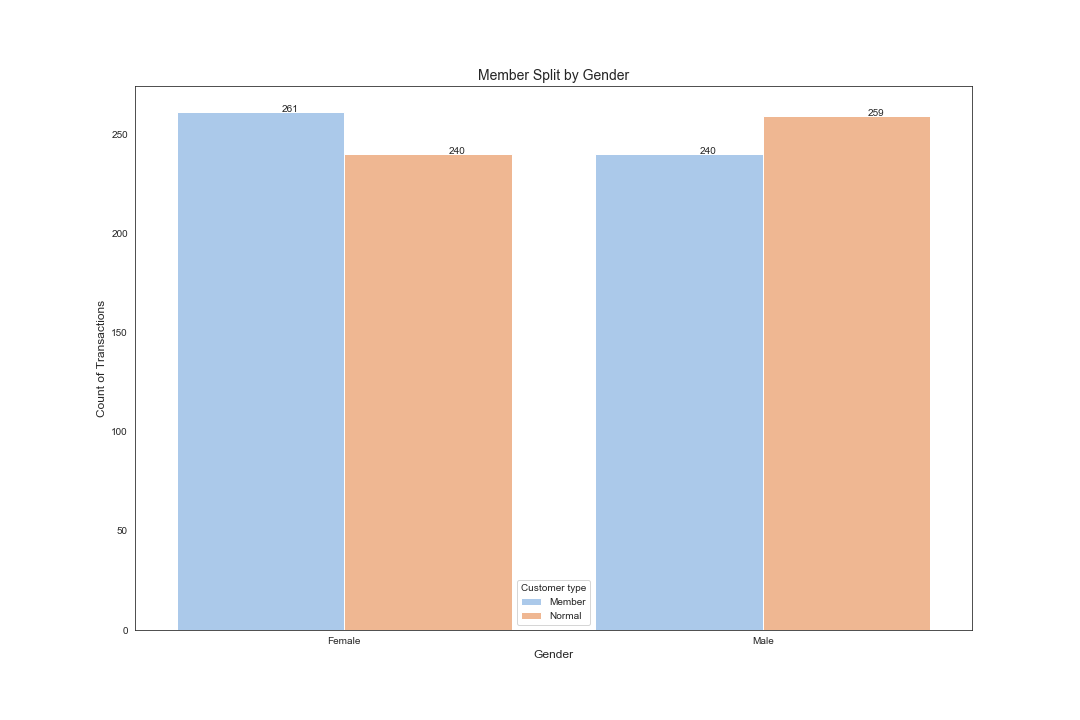 Member Split by Gender
261
240
240
259
250
200
150
100
50
0
Count of Transactions
Customer type
Member
Normal
Female
Male
Gender